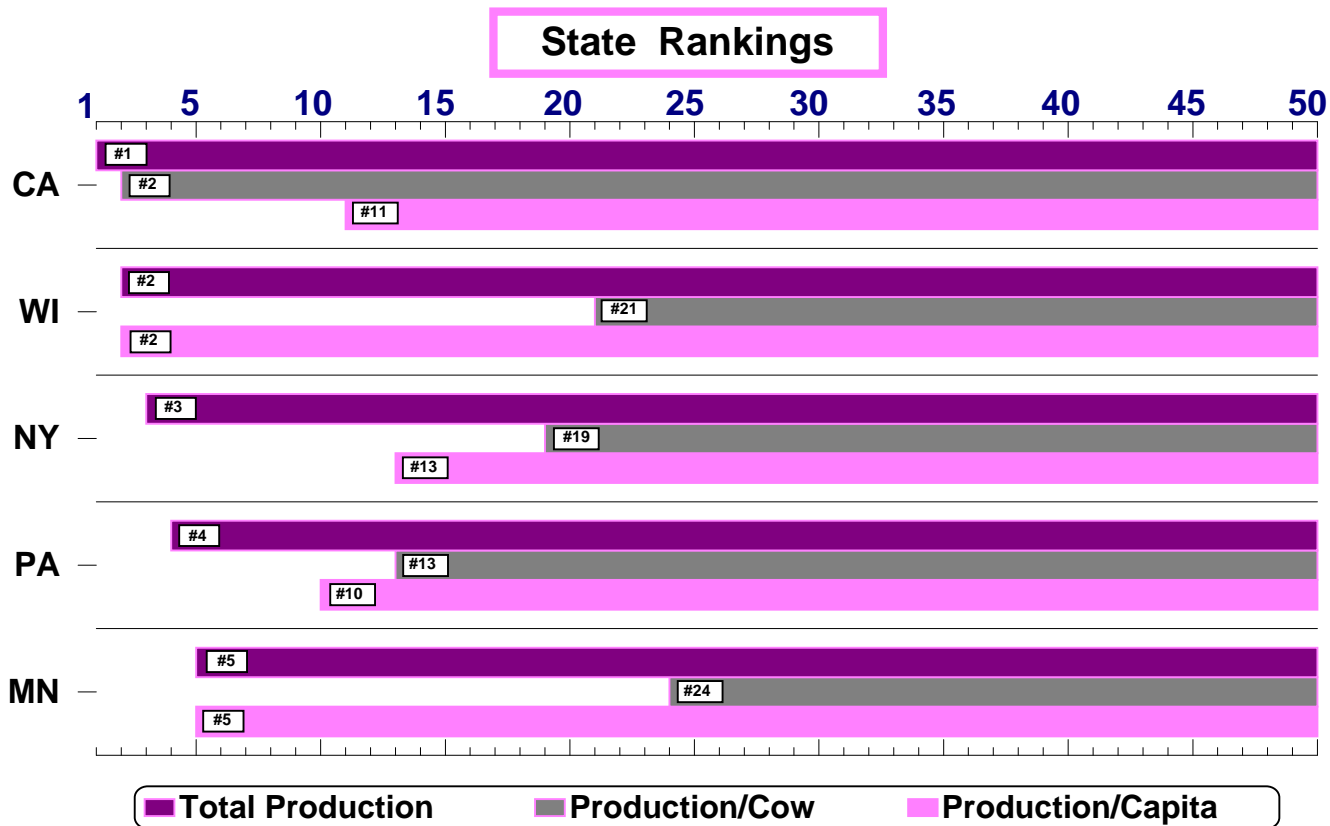 State Rankings
1 5 10 15 20 25 30 35 40 45 50
#1
CA
#2
#11
#2
WI
#21
#2
#3
NY
#19
#13
#4
PA
#13
#10
#5
MN
#24
#5
Total Production Production/Cow Production/Capita